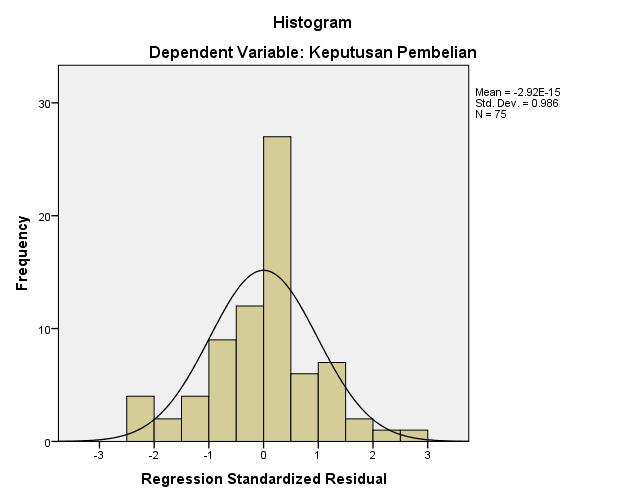 Histogram
Dependent Variable: Keputusan Pembelian
Mean = -2.92E-15
Std. Dev. = 0.986
N = 75
Frequency
30
20
10
0
-3 -2 -1 0 1 2 3
Regression Standardized Residual